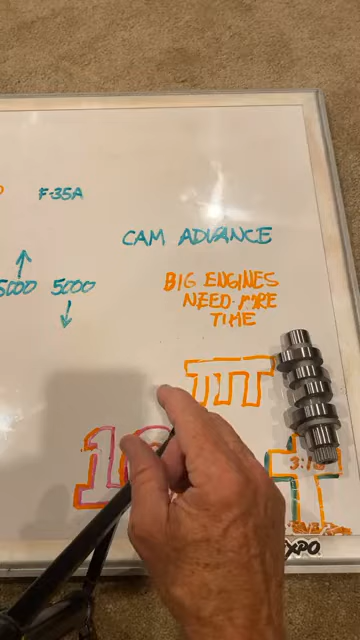 F-35A
CAM ADVANCE
5000 5000
BIG ENGINES
NEED MORE
TIME
EXPO